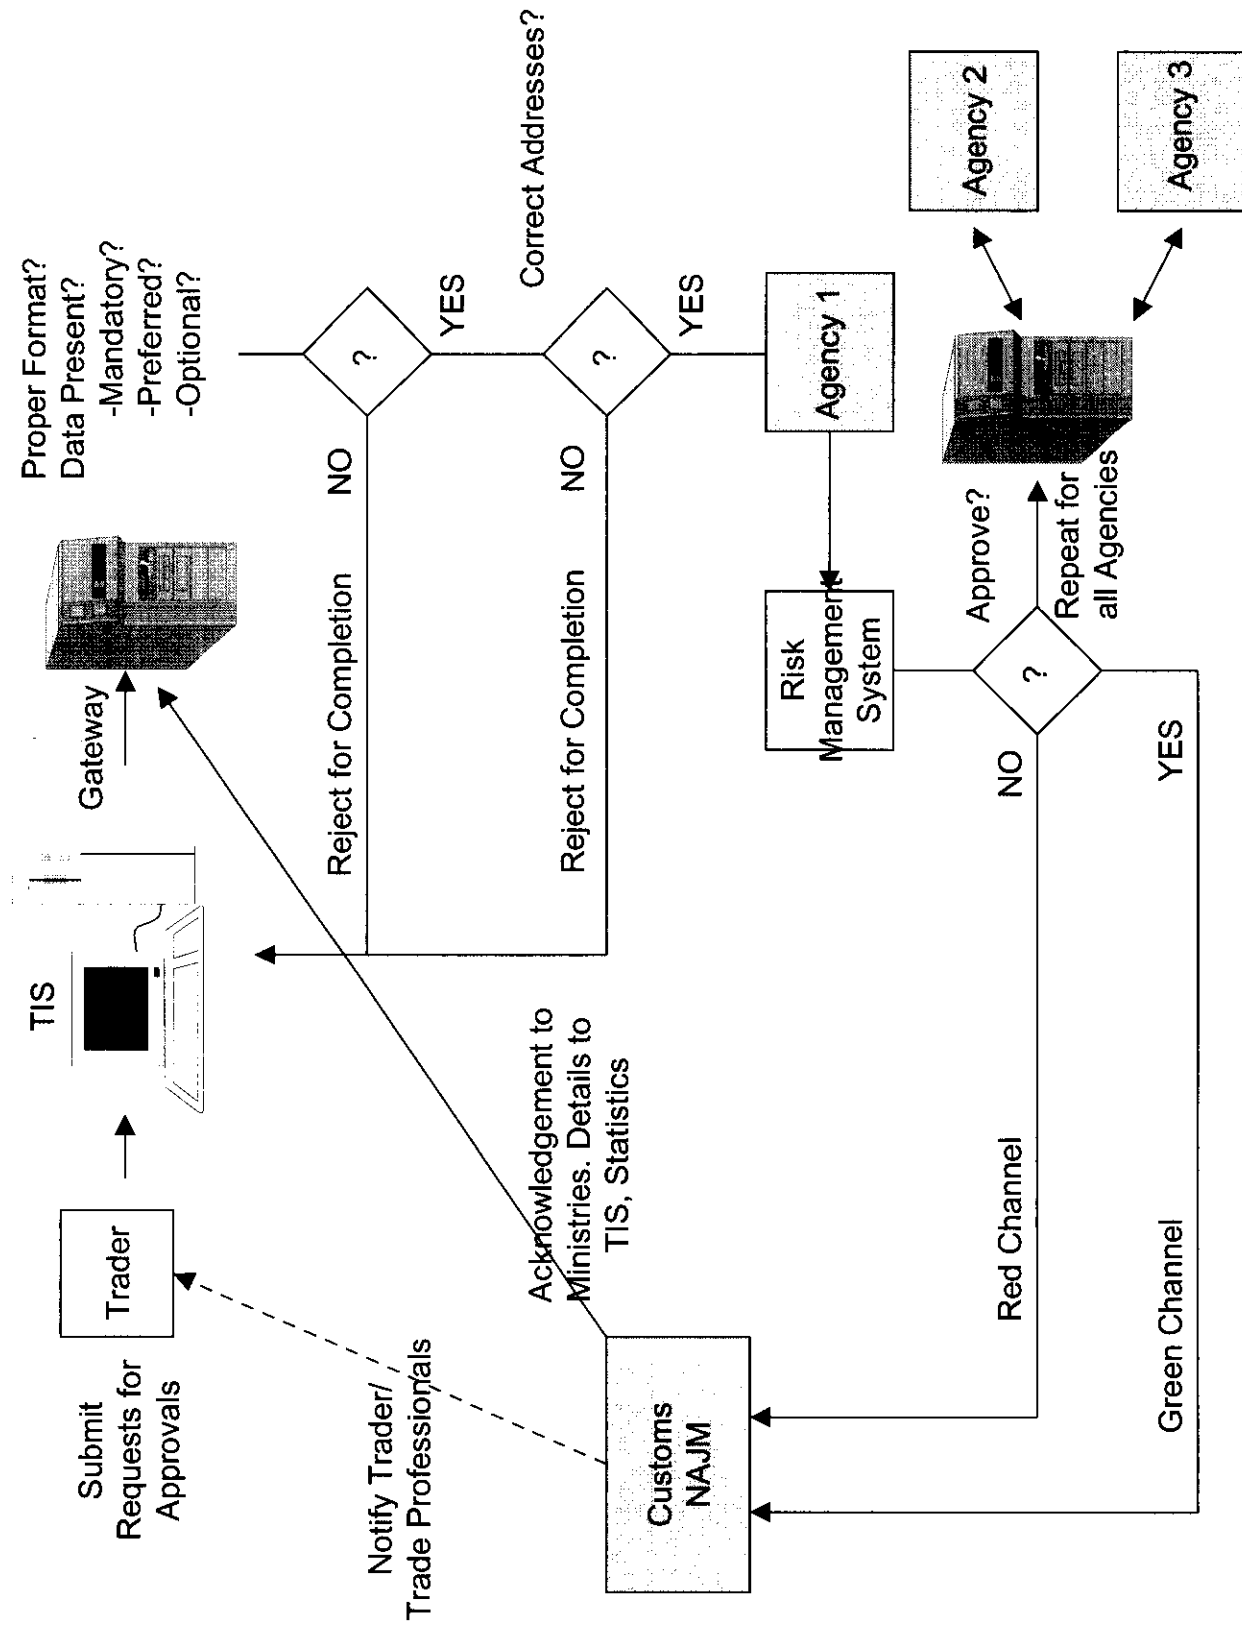 Submit
Requests for
Approvals
Trader
TIS
Gateway
Proper Format?
Data Present?
-Mandatory?
-Preferred?
-Optional?
?
NO
YES
Reject for Completion
Correct Addresses?
?
NO
YES
Reject for Completion
Notify Trader/
Trade Professionals
Acknowledgement to
Ministries. Details to
TIS, Statistics
Customs
NAJM
Agency 1
Risk
Management
System
?
Approve?
Repeat for
all Agencies
NO
YES
Red Channel
Green Channel
Agency 2
Agency 3